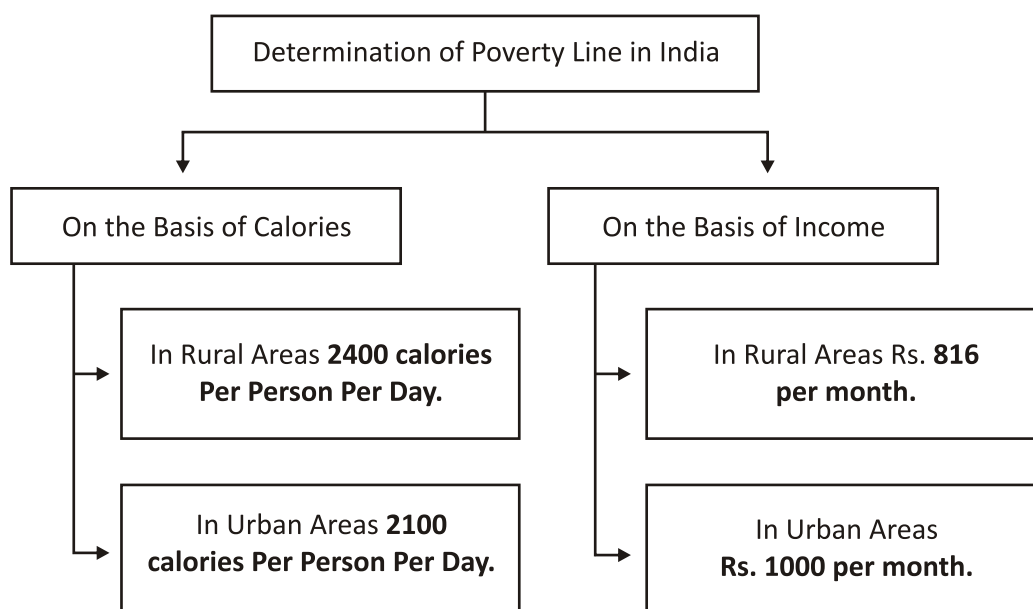 Determination of Poverty Line in India
On the Basis of Calories
On the Basis of Income
In Rural Areas 2400 calories
Per Person Per Day.
In Rural Areas Rs. 816
per month.
In Urban Areas 2100
calories Per Person Per Day.
In Urban Areas
Rs. 1000 per month.